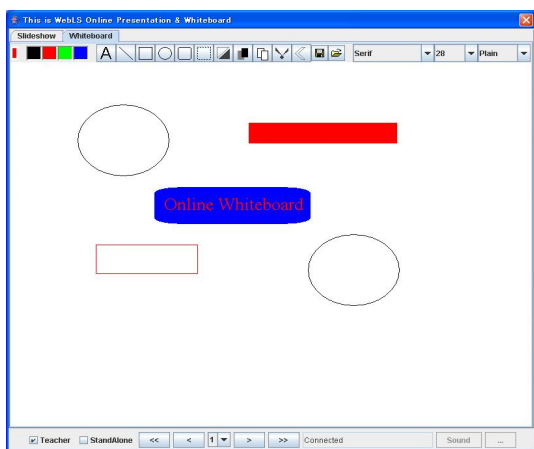 This is WebLS Online Presentation & Whiteboard
Slideshow Whiteboard
A Serif 28 Plain
Online Whiteboard
Teacher StandAlone << < 1 > >> Connected Sound ...